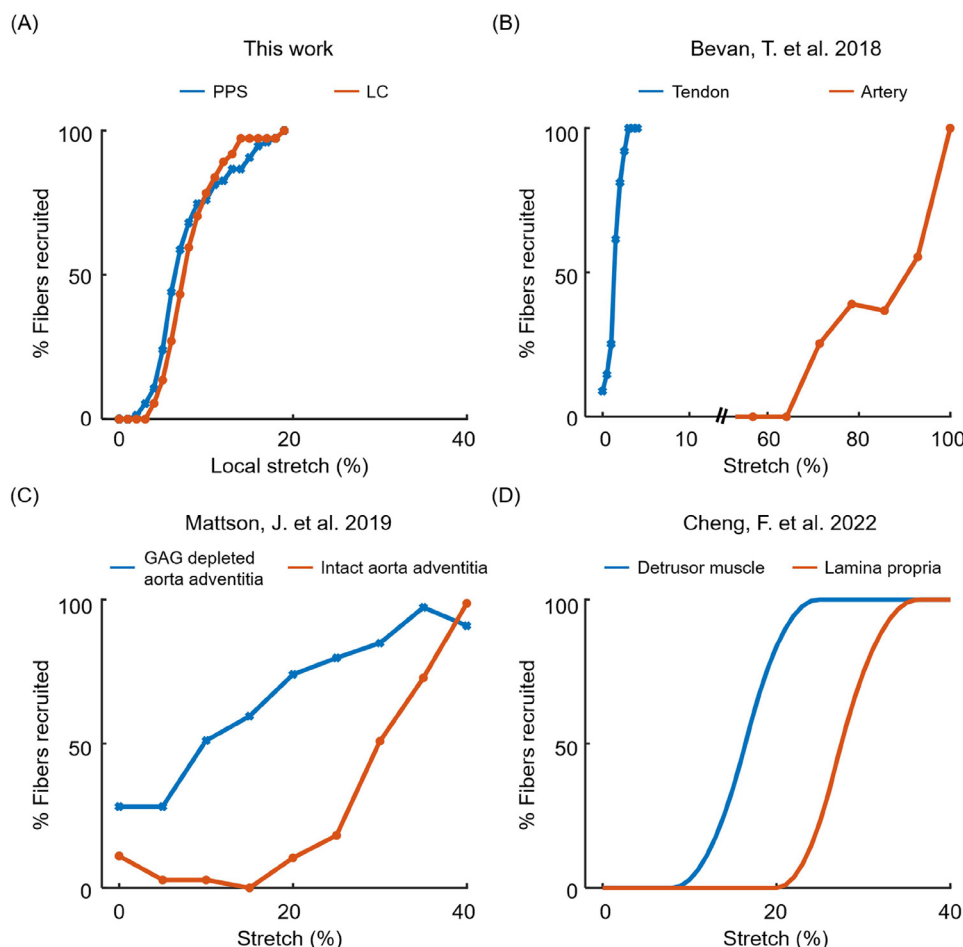 (A)
This work
PPS
LC
100
50
0
% Fibers recruited
0
20
40
Local stretch (%)
(B)
Bevan, T. et al. 2018
Tendon
Artery
100
50
0
% Fibers recruited
0
10
60
80
100
Stretch (%)
(C)
Mattson, J. et al. 2019
GAG depleted
aorta adventitia
Intact aorta adventitia
100
50
0
% Fibers recruited
0
20
40
Stretch (%)
(D)
Cheng, F. et al. 2022
Detrusor muscle
Lamina propria
100
50
0
% Fibers recruited
0
20
40
Stretch (%)